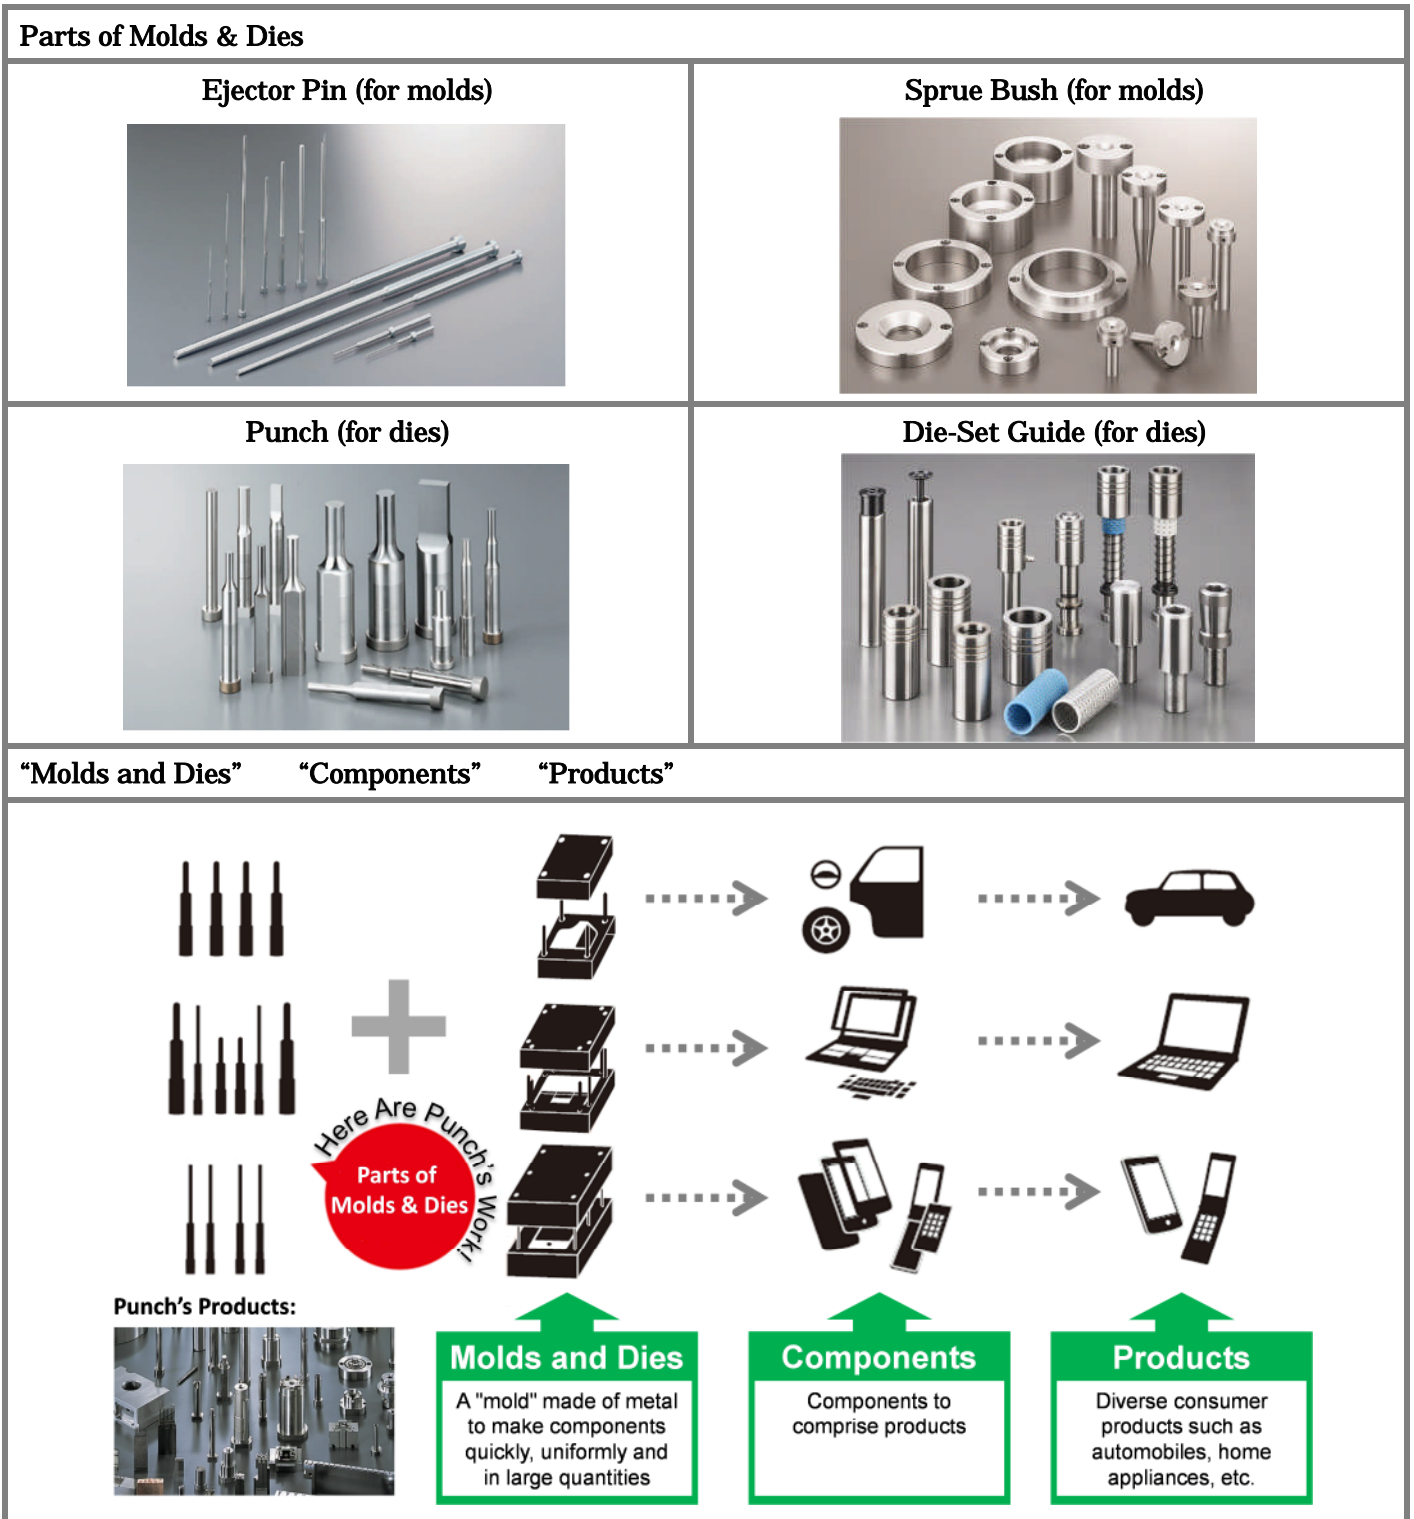 Parts of Molds & Dies
Ejector Pin (for molds)
Sprue Bush (for molds)
Punch (for dies)
Die-Set Guide (for dies)
“Molds and Dies” “Components” “Products”
Here Are Punch's Work!
Parts of
Molds & Dies
Punch’s Products:
Molds and Dies
A "mold" made of metal
to make components
quickly, uniformly and
in large quantities
Components
Components to
comprise products
Products
Diverse consumer
products such as
automobiles, home
appliances, etc.